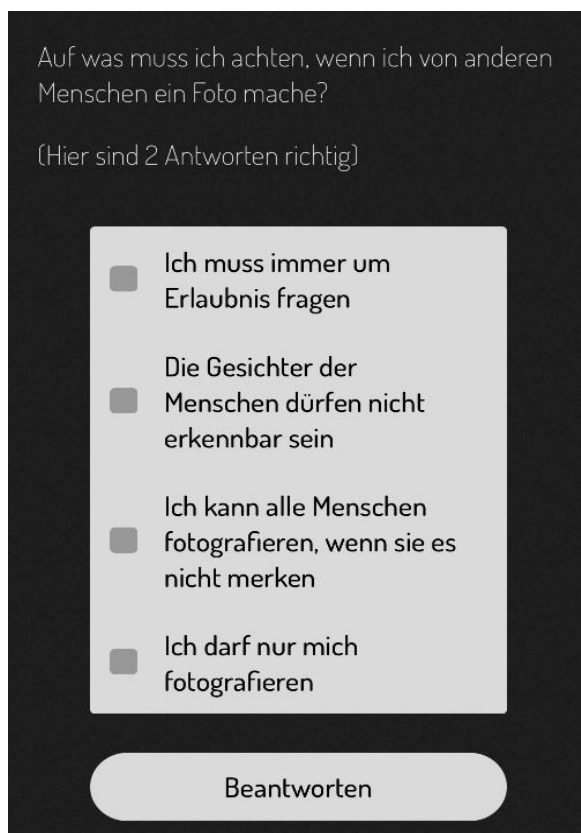 Auf was muss ich achten, wenn ich von anderen
Menschen ein Foto mache?
(Hier sind 2 Antworten richtig)
Ich muss immer um
Erlaubnis fragen
Die Gesichter der
Menschen dürfen nicht
erkennbar sein
Ich kann alle Menschen
fotografieren, wenn sie es
nicht merken
Ich darf nur mich
fotografieren
Beantworten